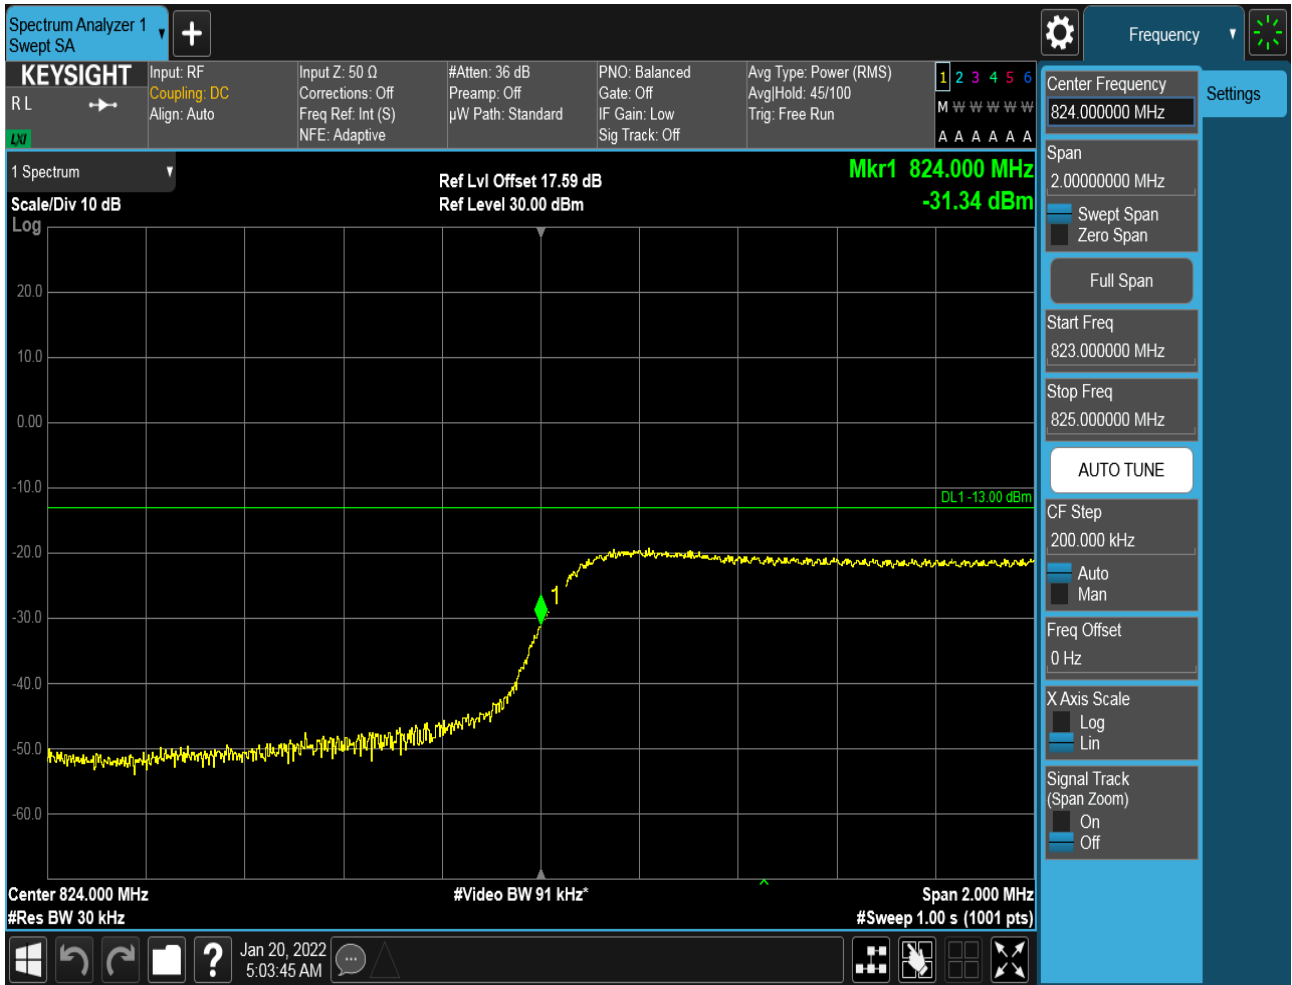 Spectrum Analyzer 1
Swept SA
Frequency
KEYSIGHT
R L
LXI
Input: RF
Coupling: DC
Align: Auto
Input Z: 50 Ω
Corrections: Off
Freq Ref: Int (S)
NFE: Adaptive
#Atten: 36 dB
Preamp: Off
µW Path: Standard
PNO: Balanced
Gate: Off
IF Gain: Low
Sig Track: Off
Avg Type: Power (RMS)
Avg|Hold: 45/100
Trig: Free Run
1 2 3 4 5 6
M W W W W W
A A A A A A
Center Frequency
824.000000 MHz
Settings
Span
2.00000000 MHz
Swept Span
Zero Span
Full Span
Start Freq
823.000000 MHz
Stop Freq
825.000000 MHz
AUTO TUNE
CF Step
200.000 kHz
Auto
Man
Freq Offset
0 Hz
X Axis Scale
Log
Lin
Signal Track
(Span Zoom)
On
Off
1 Spectrum
Scale/Div 10 dB
Log
Ref Lvl Offset 17.59 dB
Ref Level 30.00 dBm
Mkr1 824.000 MHz
-31.34 dBm
20.0
10.0
0.00
-10.0
DL1 -13.00 dBm
-20.0
1
-30.0
-40.0
-50.0
-60.0
Center 824.000 MHz
#Video BW 91 kHz*
Span 2.000 MHz
#Res BW 30 kHz
#Sweep 1.00 s (1001 pts)
?
Jan 20, 2022
5:03:45 AM